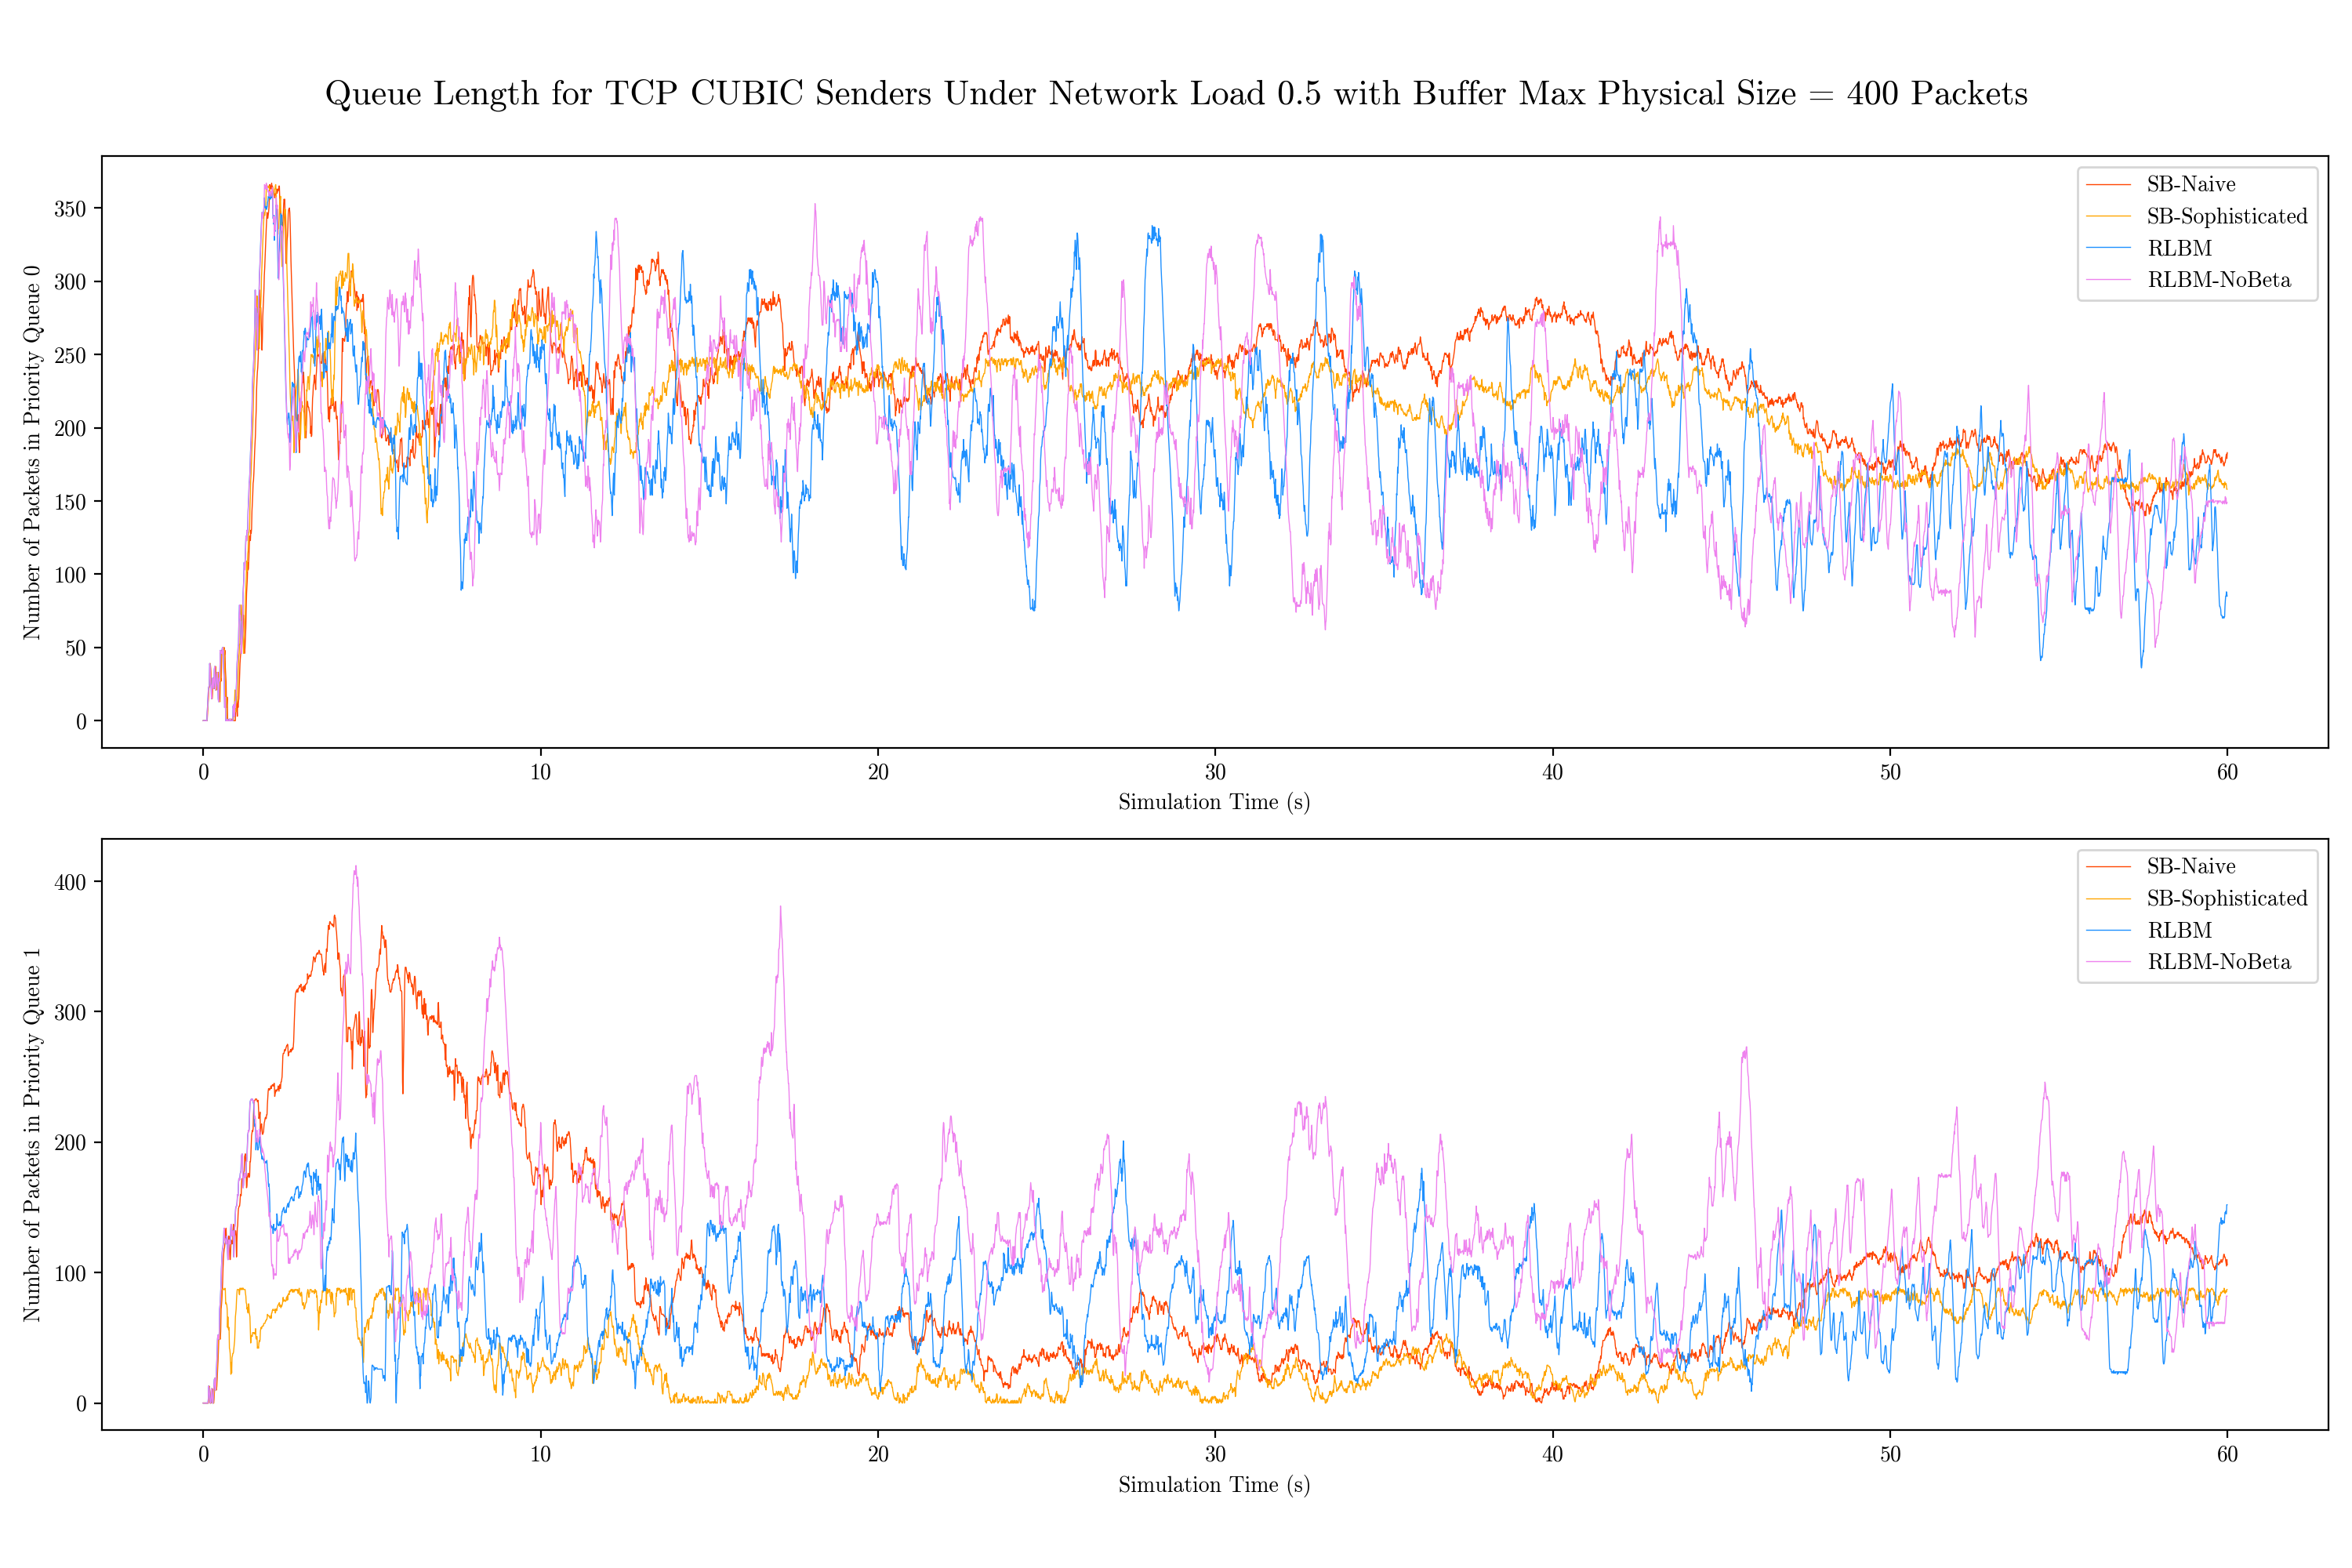 Queue Length for TCP CUBIC Senders Under Network Load 0.5 with Buffer Max Physical Size = 400 Packets
Number of Packets in Priority Queue 0
350
300
250
200
150
100
50
0
SB-Naive
SB-Sophisticated
RLBM
RLBM-NoBeta
0 10 20 30 40 50 60
Simulation Time (s)
Number of Packets in Priority Queue 1
400
300
200
100
0
SB-Naive
SB-Sophisticated
RLBM
RLBM-NoBeta
0 10 20 30 40 50 60
Simulation Time (s)